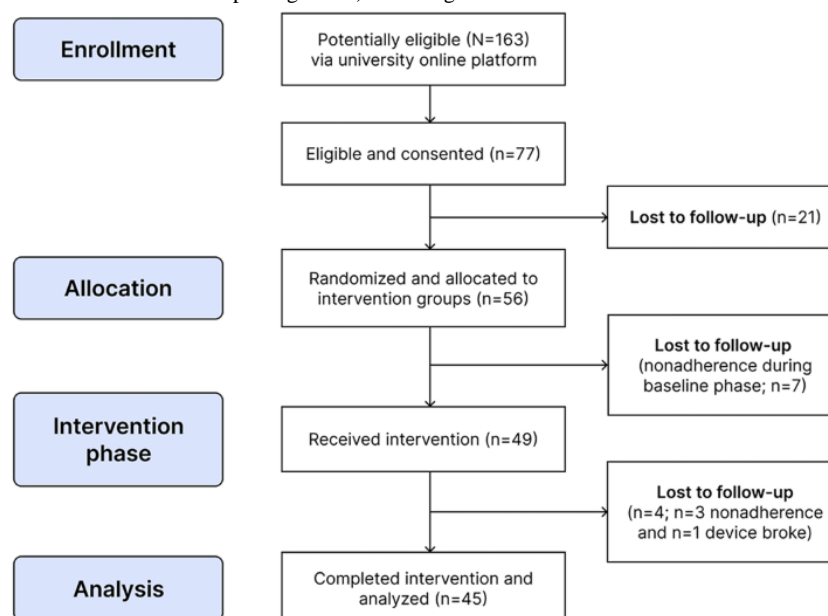 Enrollment
Potentially eligible (N=163)
via university online platform
Eligible and consented (n=77)
Lost to follow-up (n=21)
Allocation
Randomized and allocated to
intervention groups (n=56)
Lost to follow-up
(nonadherence during
baseline phase; n=7)
Intervention
phase
Received intervention (n=49)
Lost to follow-up
(n=4; n=3 nonadherence
and n=1 device broke)
Analysis
Completed intervention and
analyzed (n=45)